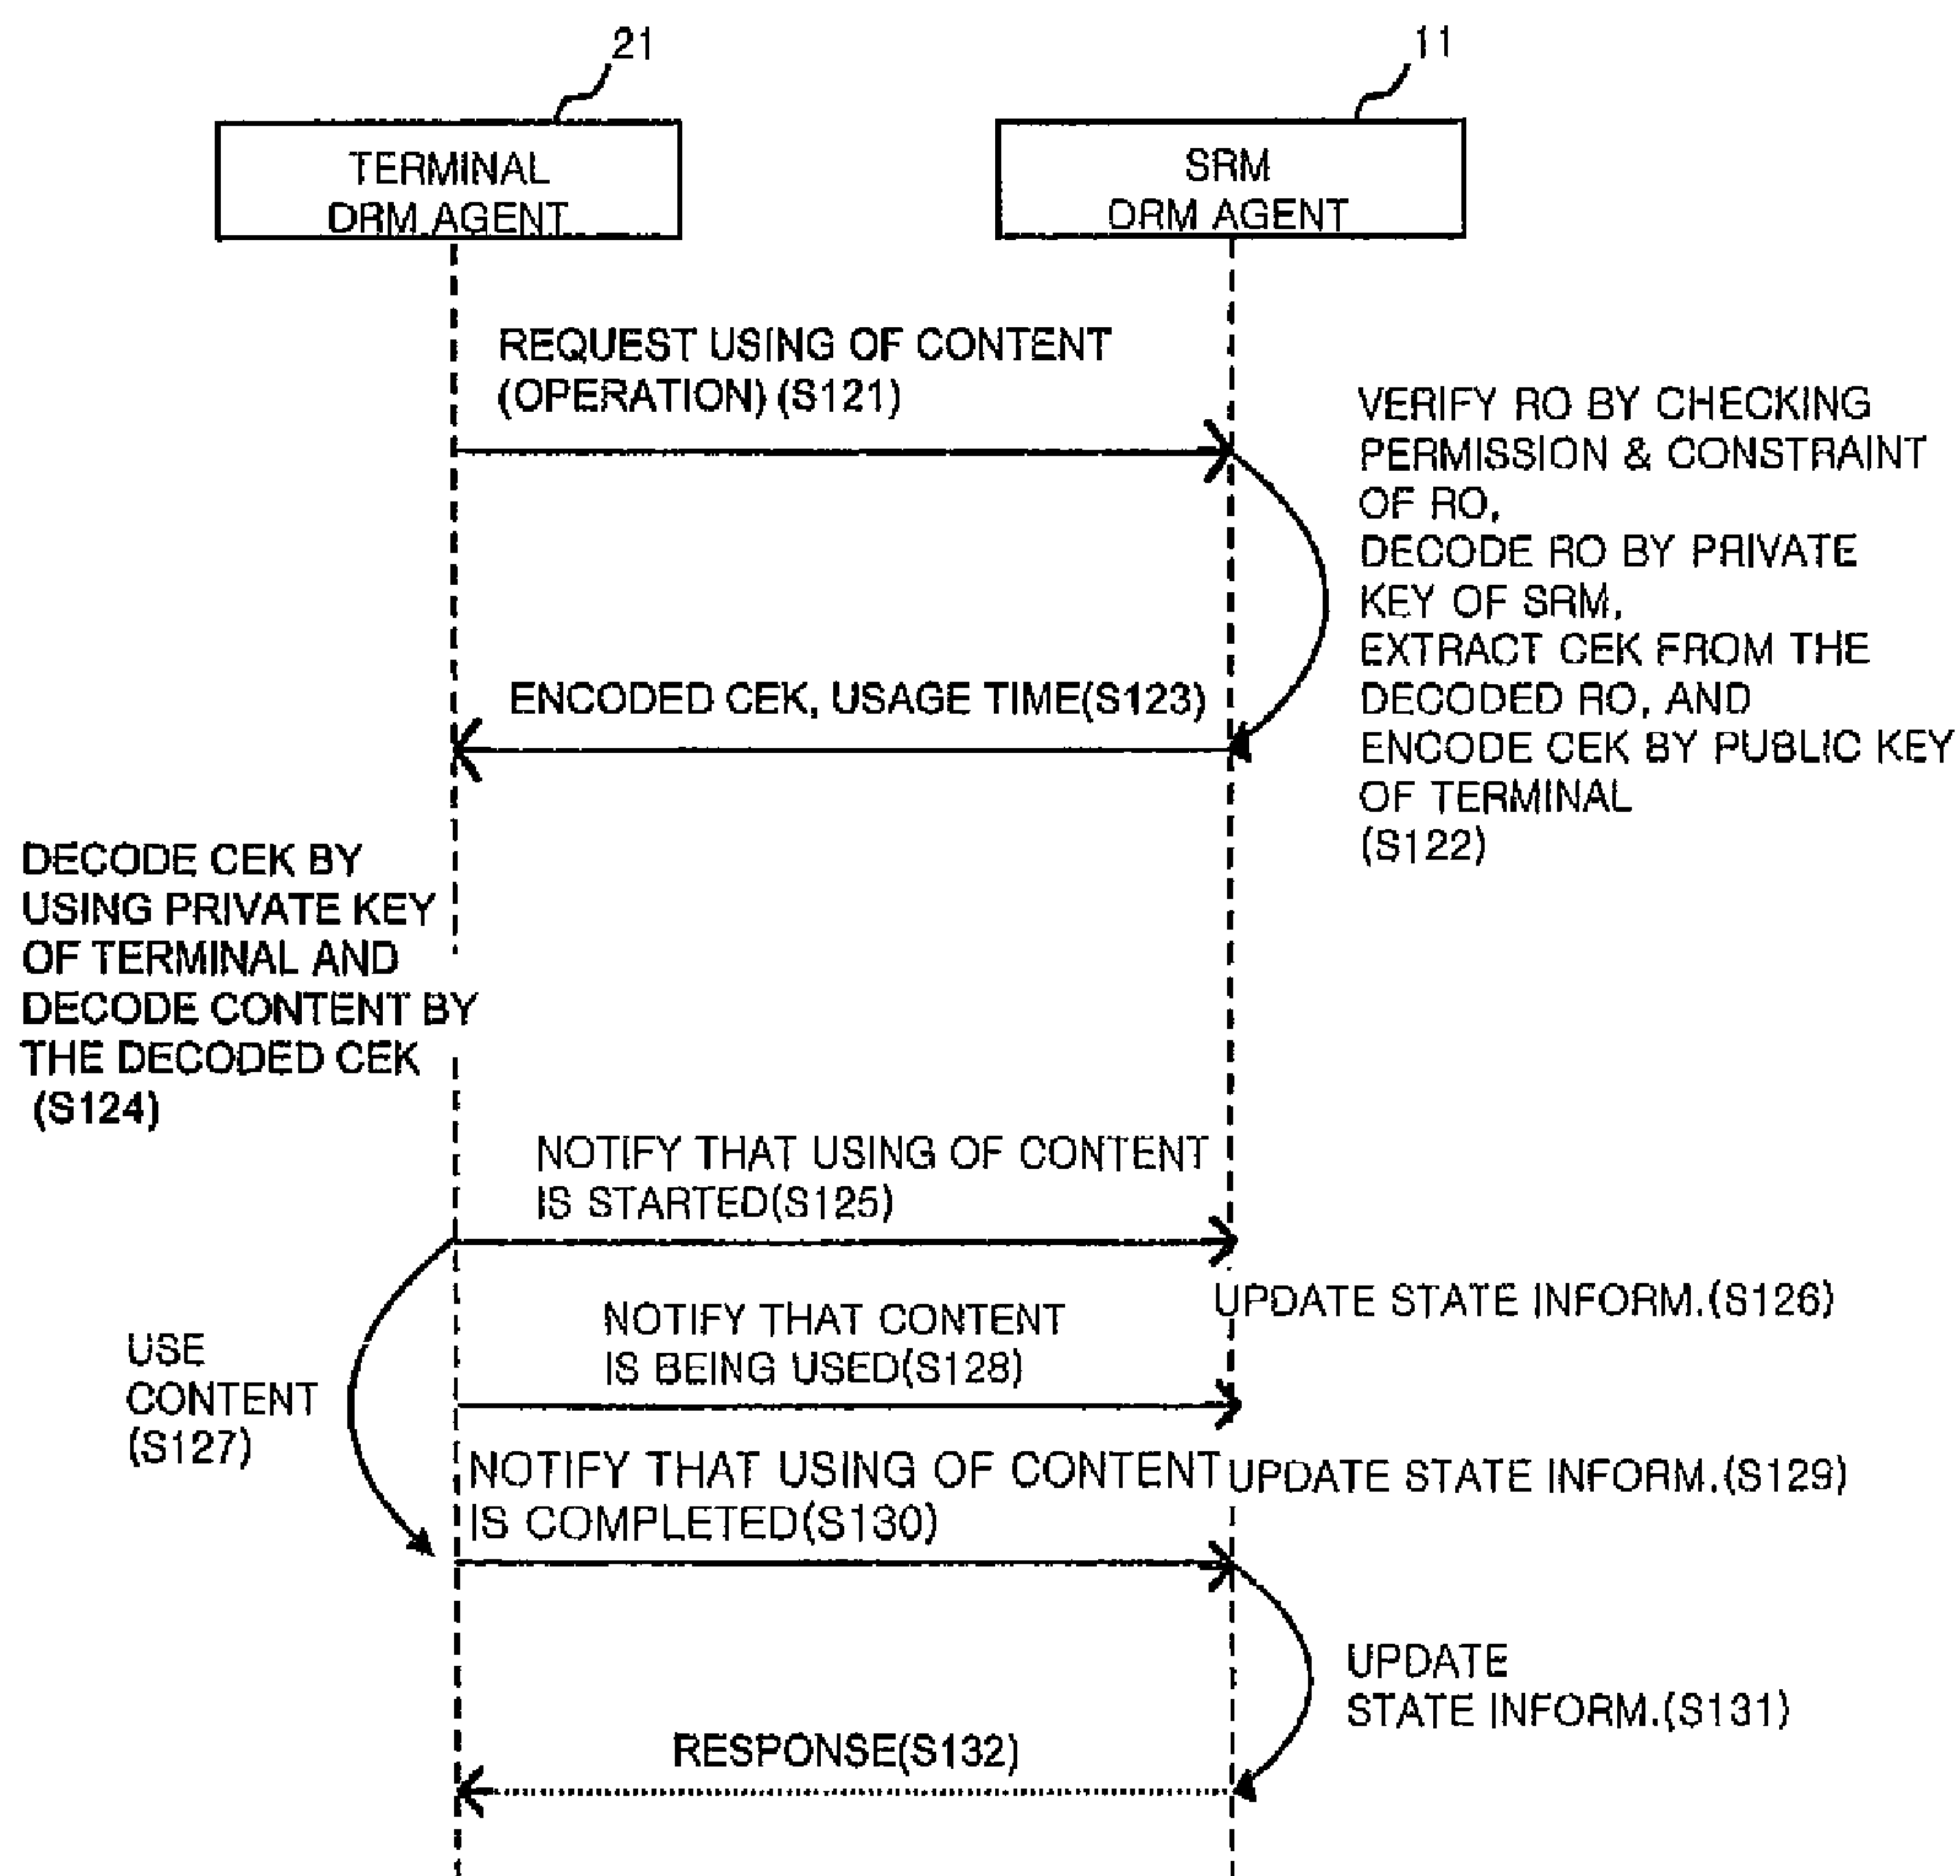 21
11
TERMINAL
DRM AGENT
SRM
DRM AGENT
REQUEST USING OF CONTENT
(OPERATION) (S121)
VERIFY RO BY CHECKING
PERMISSION & CONSTRAINT
OF RO,
DECODE RO BY PRIVATE
KEY OF SRM,
EXTRACT CEK FROM THE
DECODED RO, AND
ENCODE CEK BY PUBLIC KEY
OF TERMINAL
(S122)
ENCODED CEK, USAGE TIME(S123)
DECODE CEK BY
USING PRIVATE KEY
OF TERMINAL AND
DECODE CONTENT BY
THE DECODED CEK
(S124)
NOTIFY THAT USING OF CONTENT
IS STARTED(S125)
UPDATE STATE INFORM.(S126)
NOTIFY THAT CONTENT
IS BEING USED(S128)
USE
CONTENT
(S127)
NOTIFY THAT USING OF CONTENT
IS COMPLETED(S130)
UPDATE STATE INFORM.(S129)
UPDATE
STATE INFORM.(S131)
RESPONSE(S132)